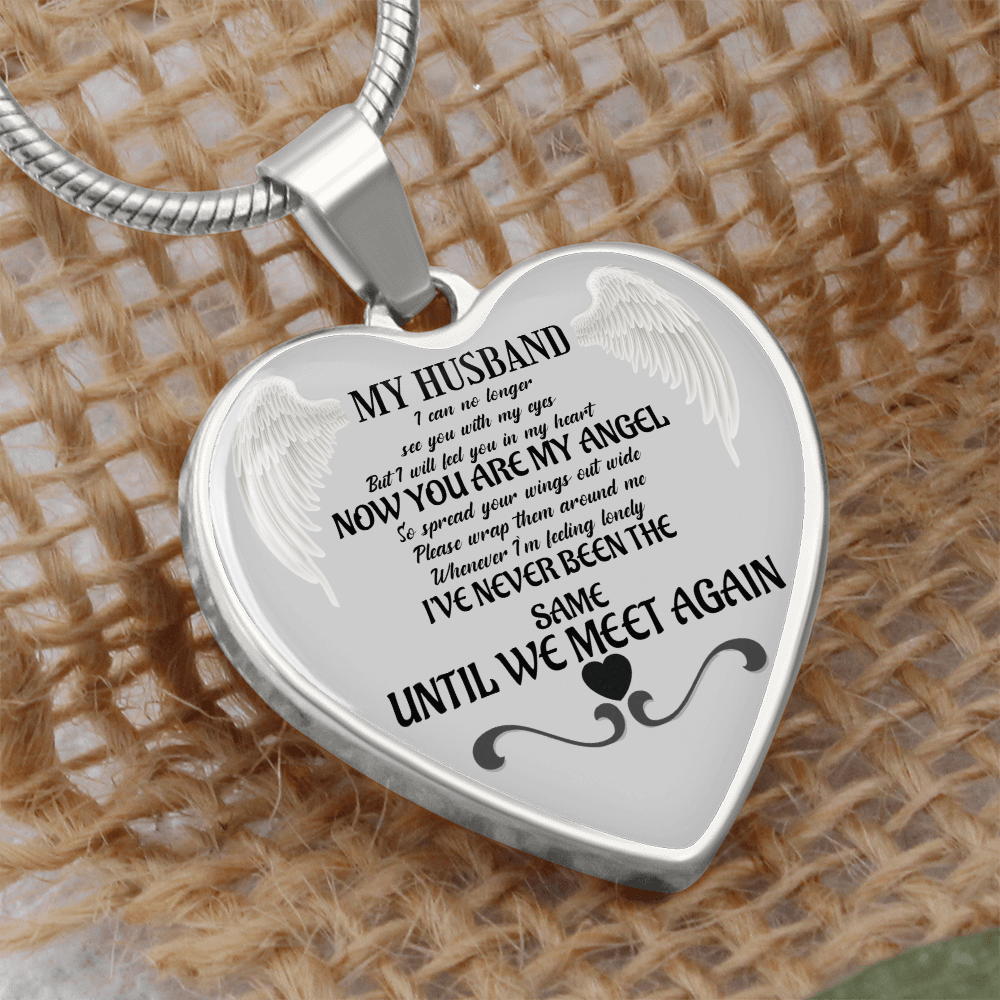 MY HUSBAND
I can no longer
see you with my eyes
But I will feel you in my heart
NOW YOU ARE MY ANGEL
So spread your wings out wide
Please wrap them around me
Whenever I'm feeling lonely
I'VE NEVER BEEN THE
SAME
UNTIL WE MEET AGAIN